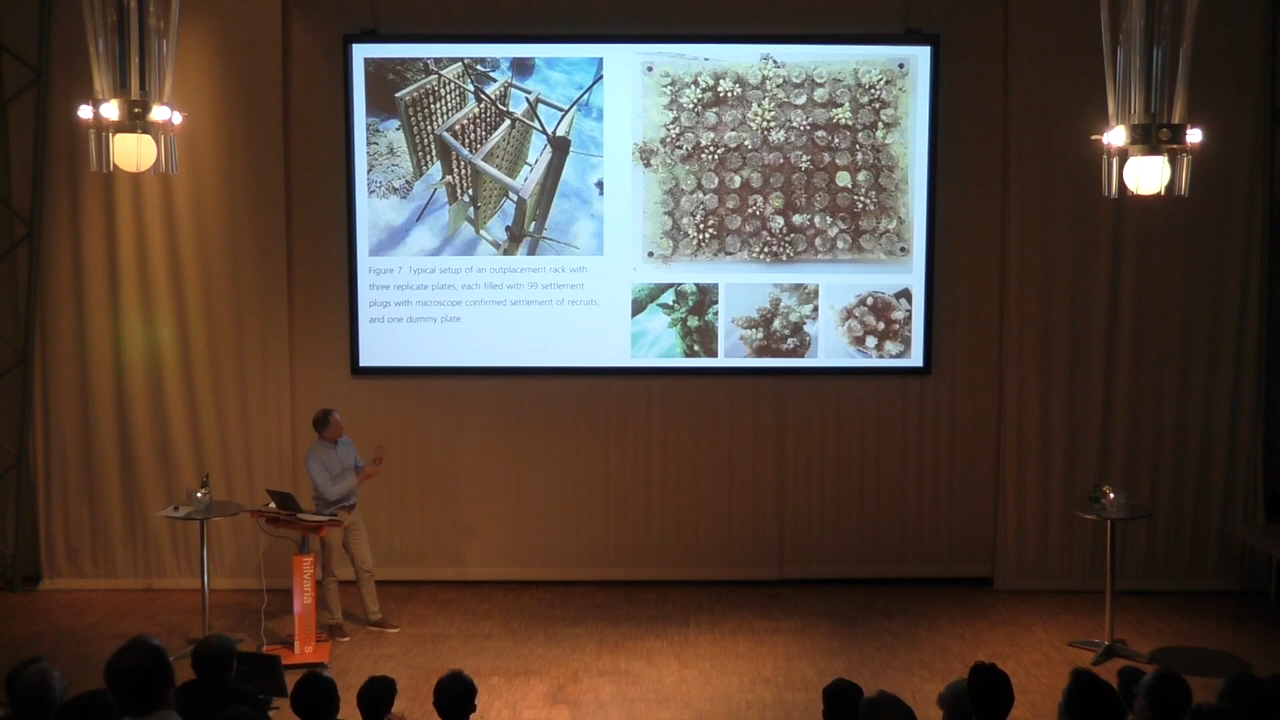 Figure 7 Typical setup of an outplacement rack with
three replicate plates, each filled with 99 settlement
plugs with microscope confirmed settlement of recruits,
and one dummy plate.
c
hilvaria